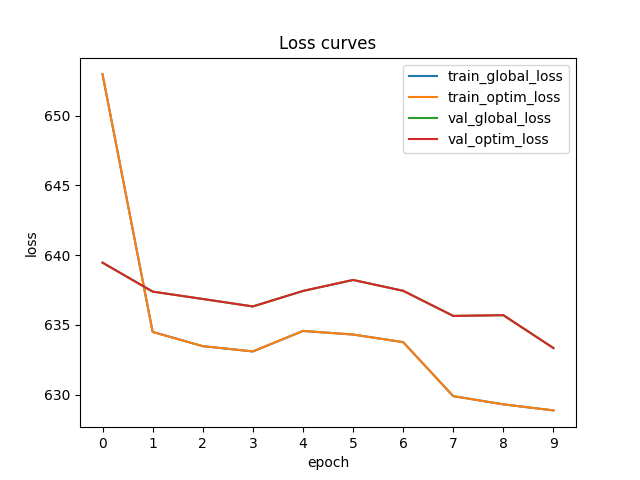 Loss curves
train_global_loss
train_optim_loss
val_global_loss
val_optim_loss
650
645
640
635
630
loss
0 1 2 3 4 5 6 7 8 9
epoch